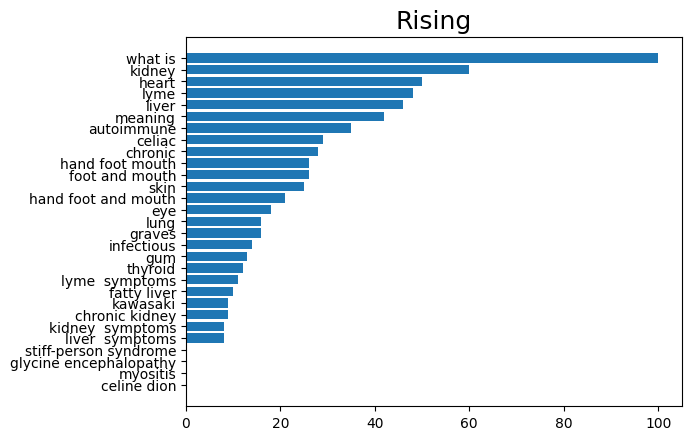 Rising
what is
kidney
heart
lyme
liver
meaning
autoimmune
celiac
chronic
hand foot mouth
foot and mouth
skin
hand foot and mouth
eye
lung
graves
infectious
gum
thyroid
lyme  symptoms
fatty liver
kawasaki
chronic kidney
kidney  symptoms
liver  symptoms
stiff-person syndrome
glycine encephalopathy
myositis
celine dion
0 20 40 60 80 100